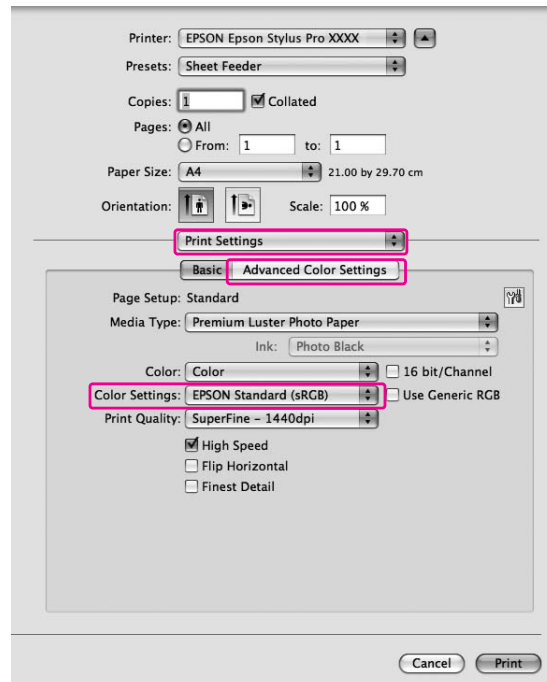 Printer: EPSON Epson Stylus Pro XXXX
Presets: Sheet Feeder
Copies: 1 Collated
Pages: All
From: 1 to: 1
Paper Size: A4 21.00 by 29.70 cm
Orientation: Scale: 100 %
Print Settings
Basic Advanced Color Settings
Page Setup: Standard
Media Type: Premium Luster Photo Paper
Ink: Photo Black
Color: Color 16 bit/Channel
Color Settings: EPSON Standard (sRGB) Use Generic RGB
Print Quality: SuperFine – 1440dpi
High Speed
Flip Horizontal
Finest Detail
Cancel Print